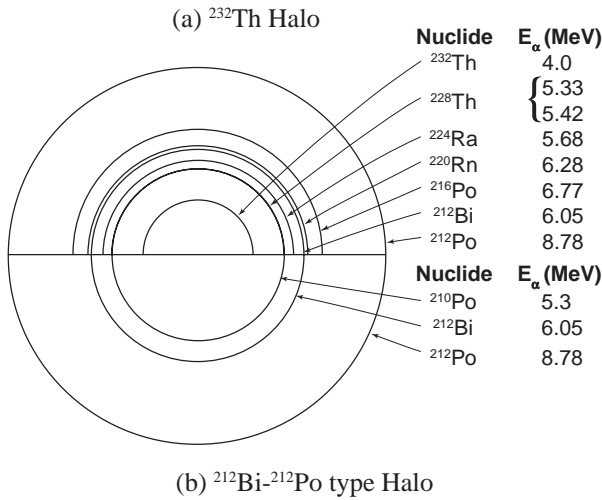 (a) ²³²Th Halo
Nuclide E_α (MeV)
²³²Th 4.0
²²⁸Th { 5.33
5.42
²²⁴Ra 5.68
²²⁰Rn 6.28
²¹⁶Po 6.77
²¹²Bi 6.05
²¹²Po 8.78
Nuclide E_α (MeV)
²¹⁰Po 5.3
²¹²Bi 6.05
²¹²Po 8.78
(b) ²¹²Bi-²¹²Po type Halo